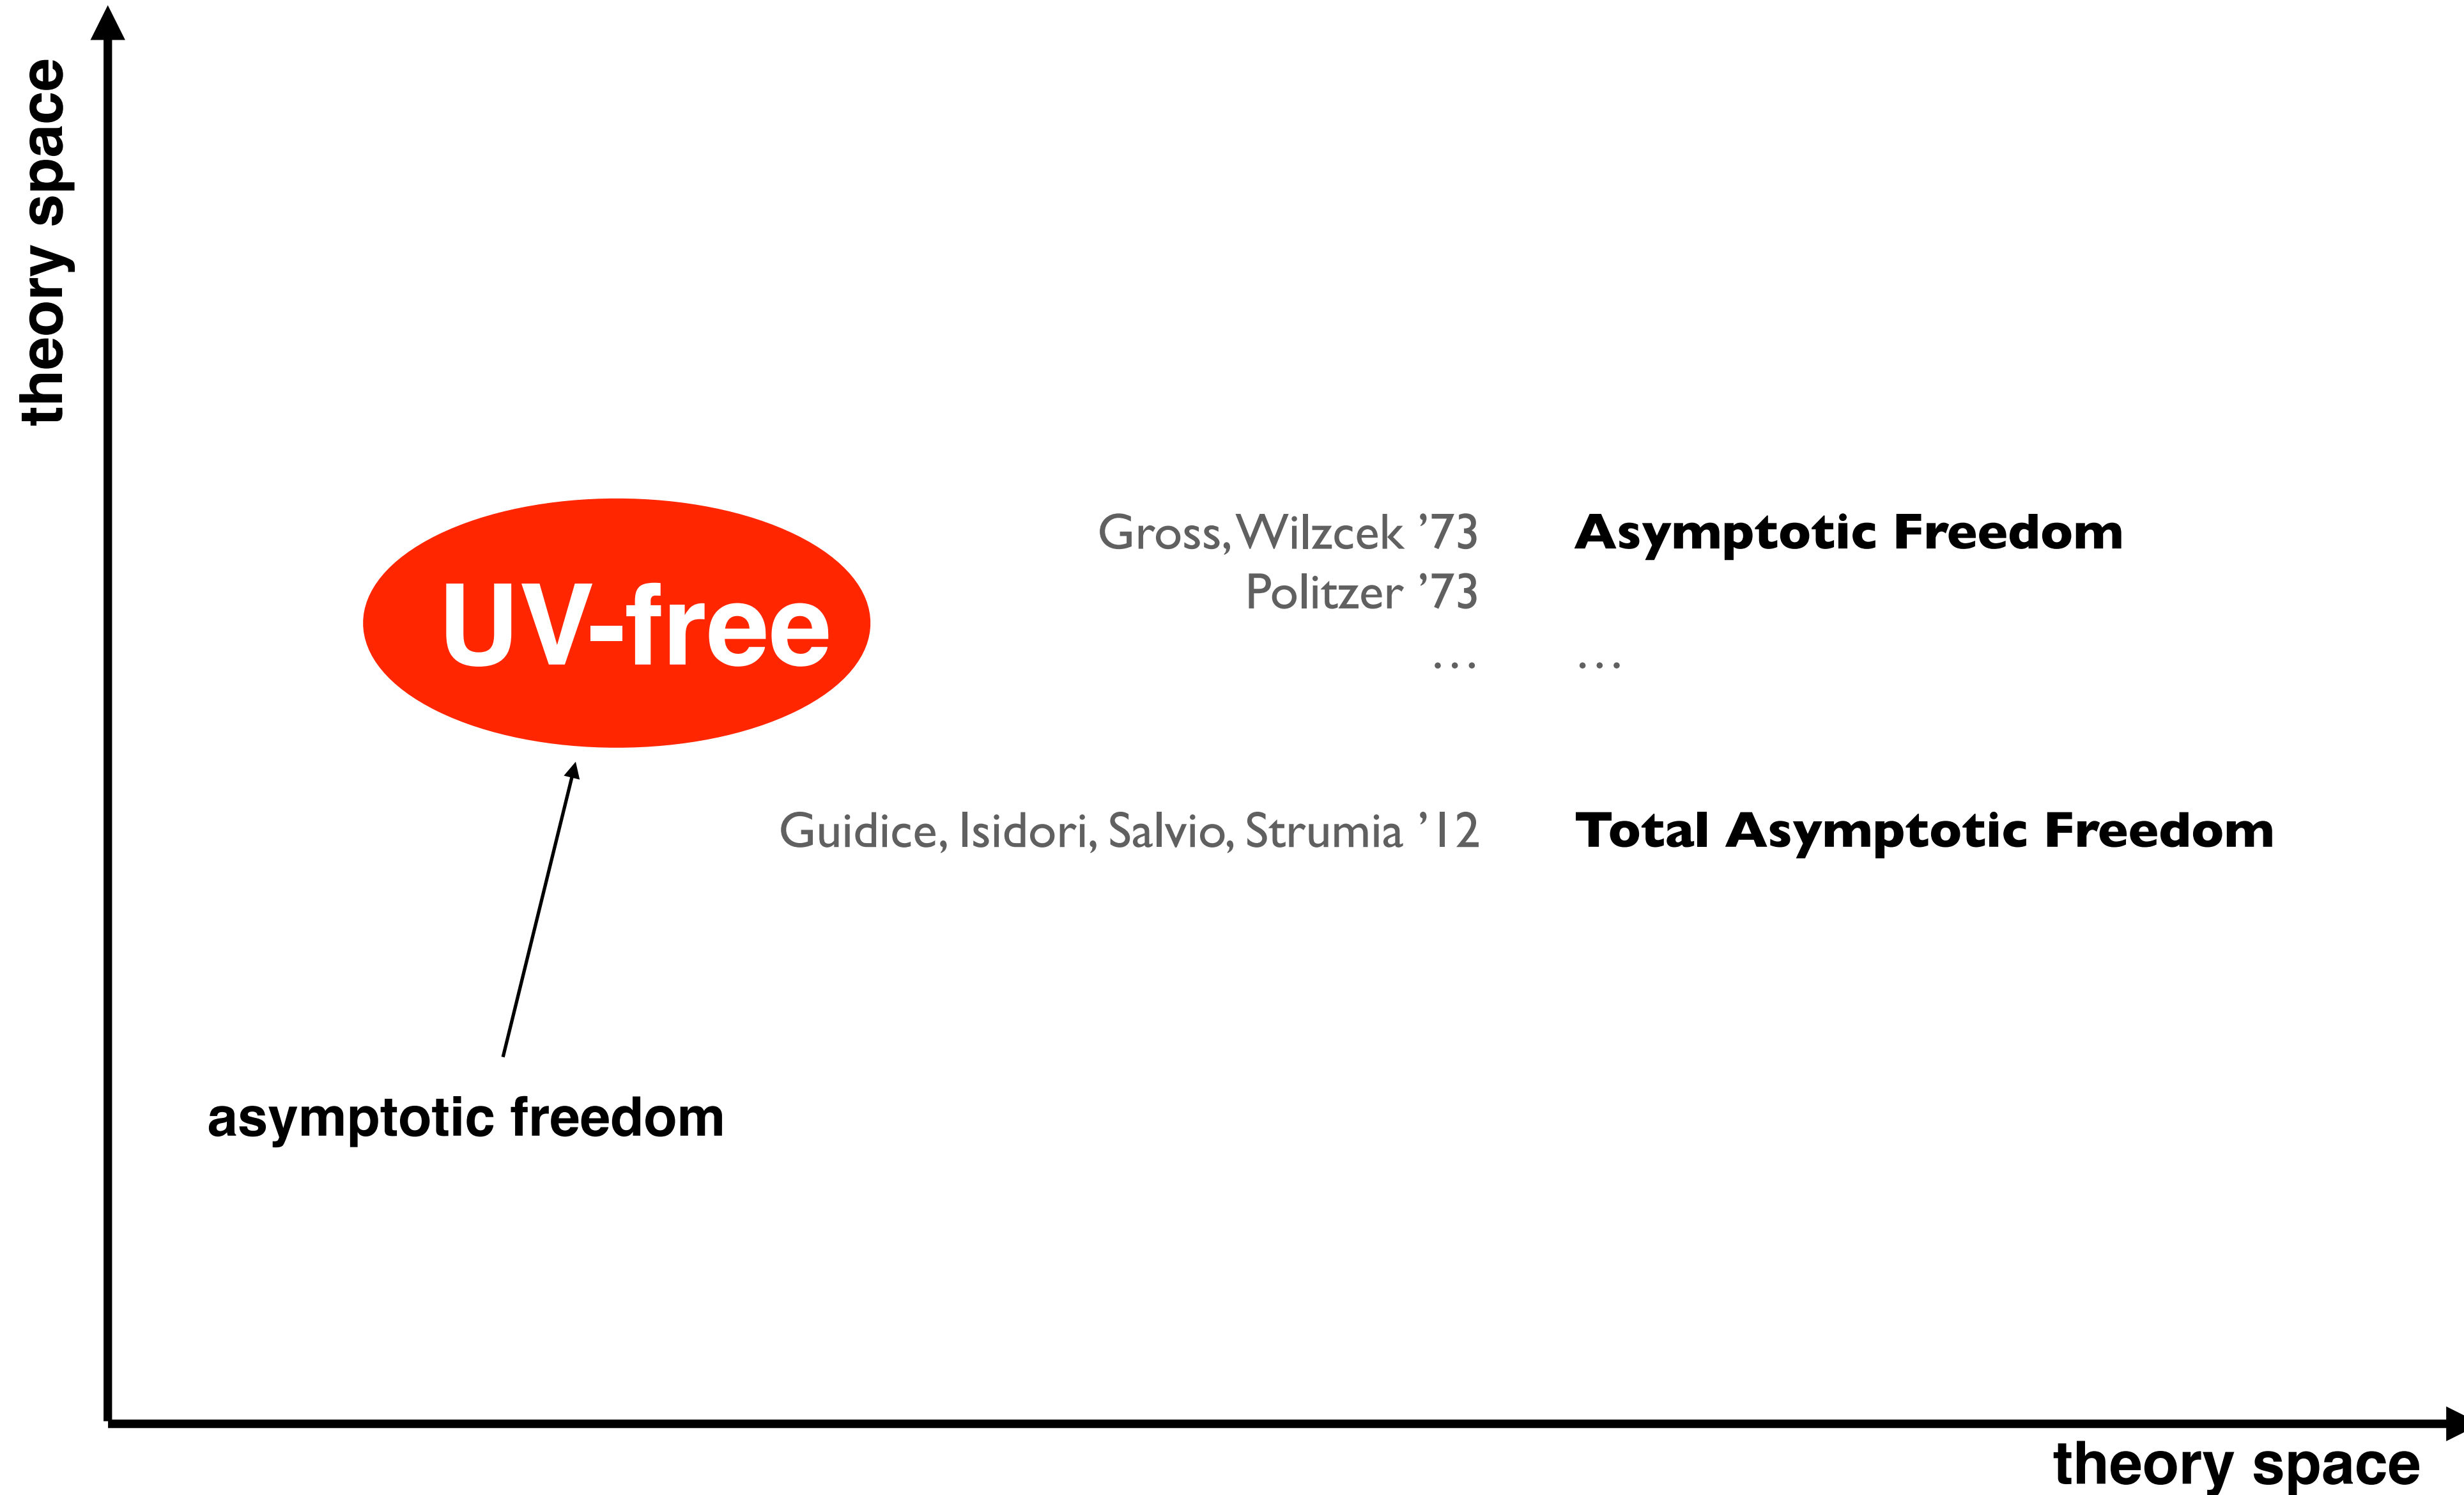 theory space
Gross, Wilzcek ’73 Asymptotic Freedom
UV-free
Politzer ’73
… …
Guidice, Isidori, Salvio, Strumia ’12 Total Asymptotic Freedom
asymptotic freedom
theory space